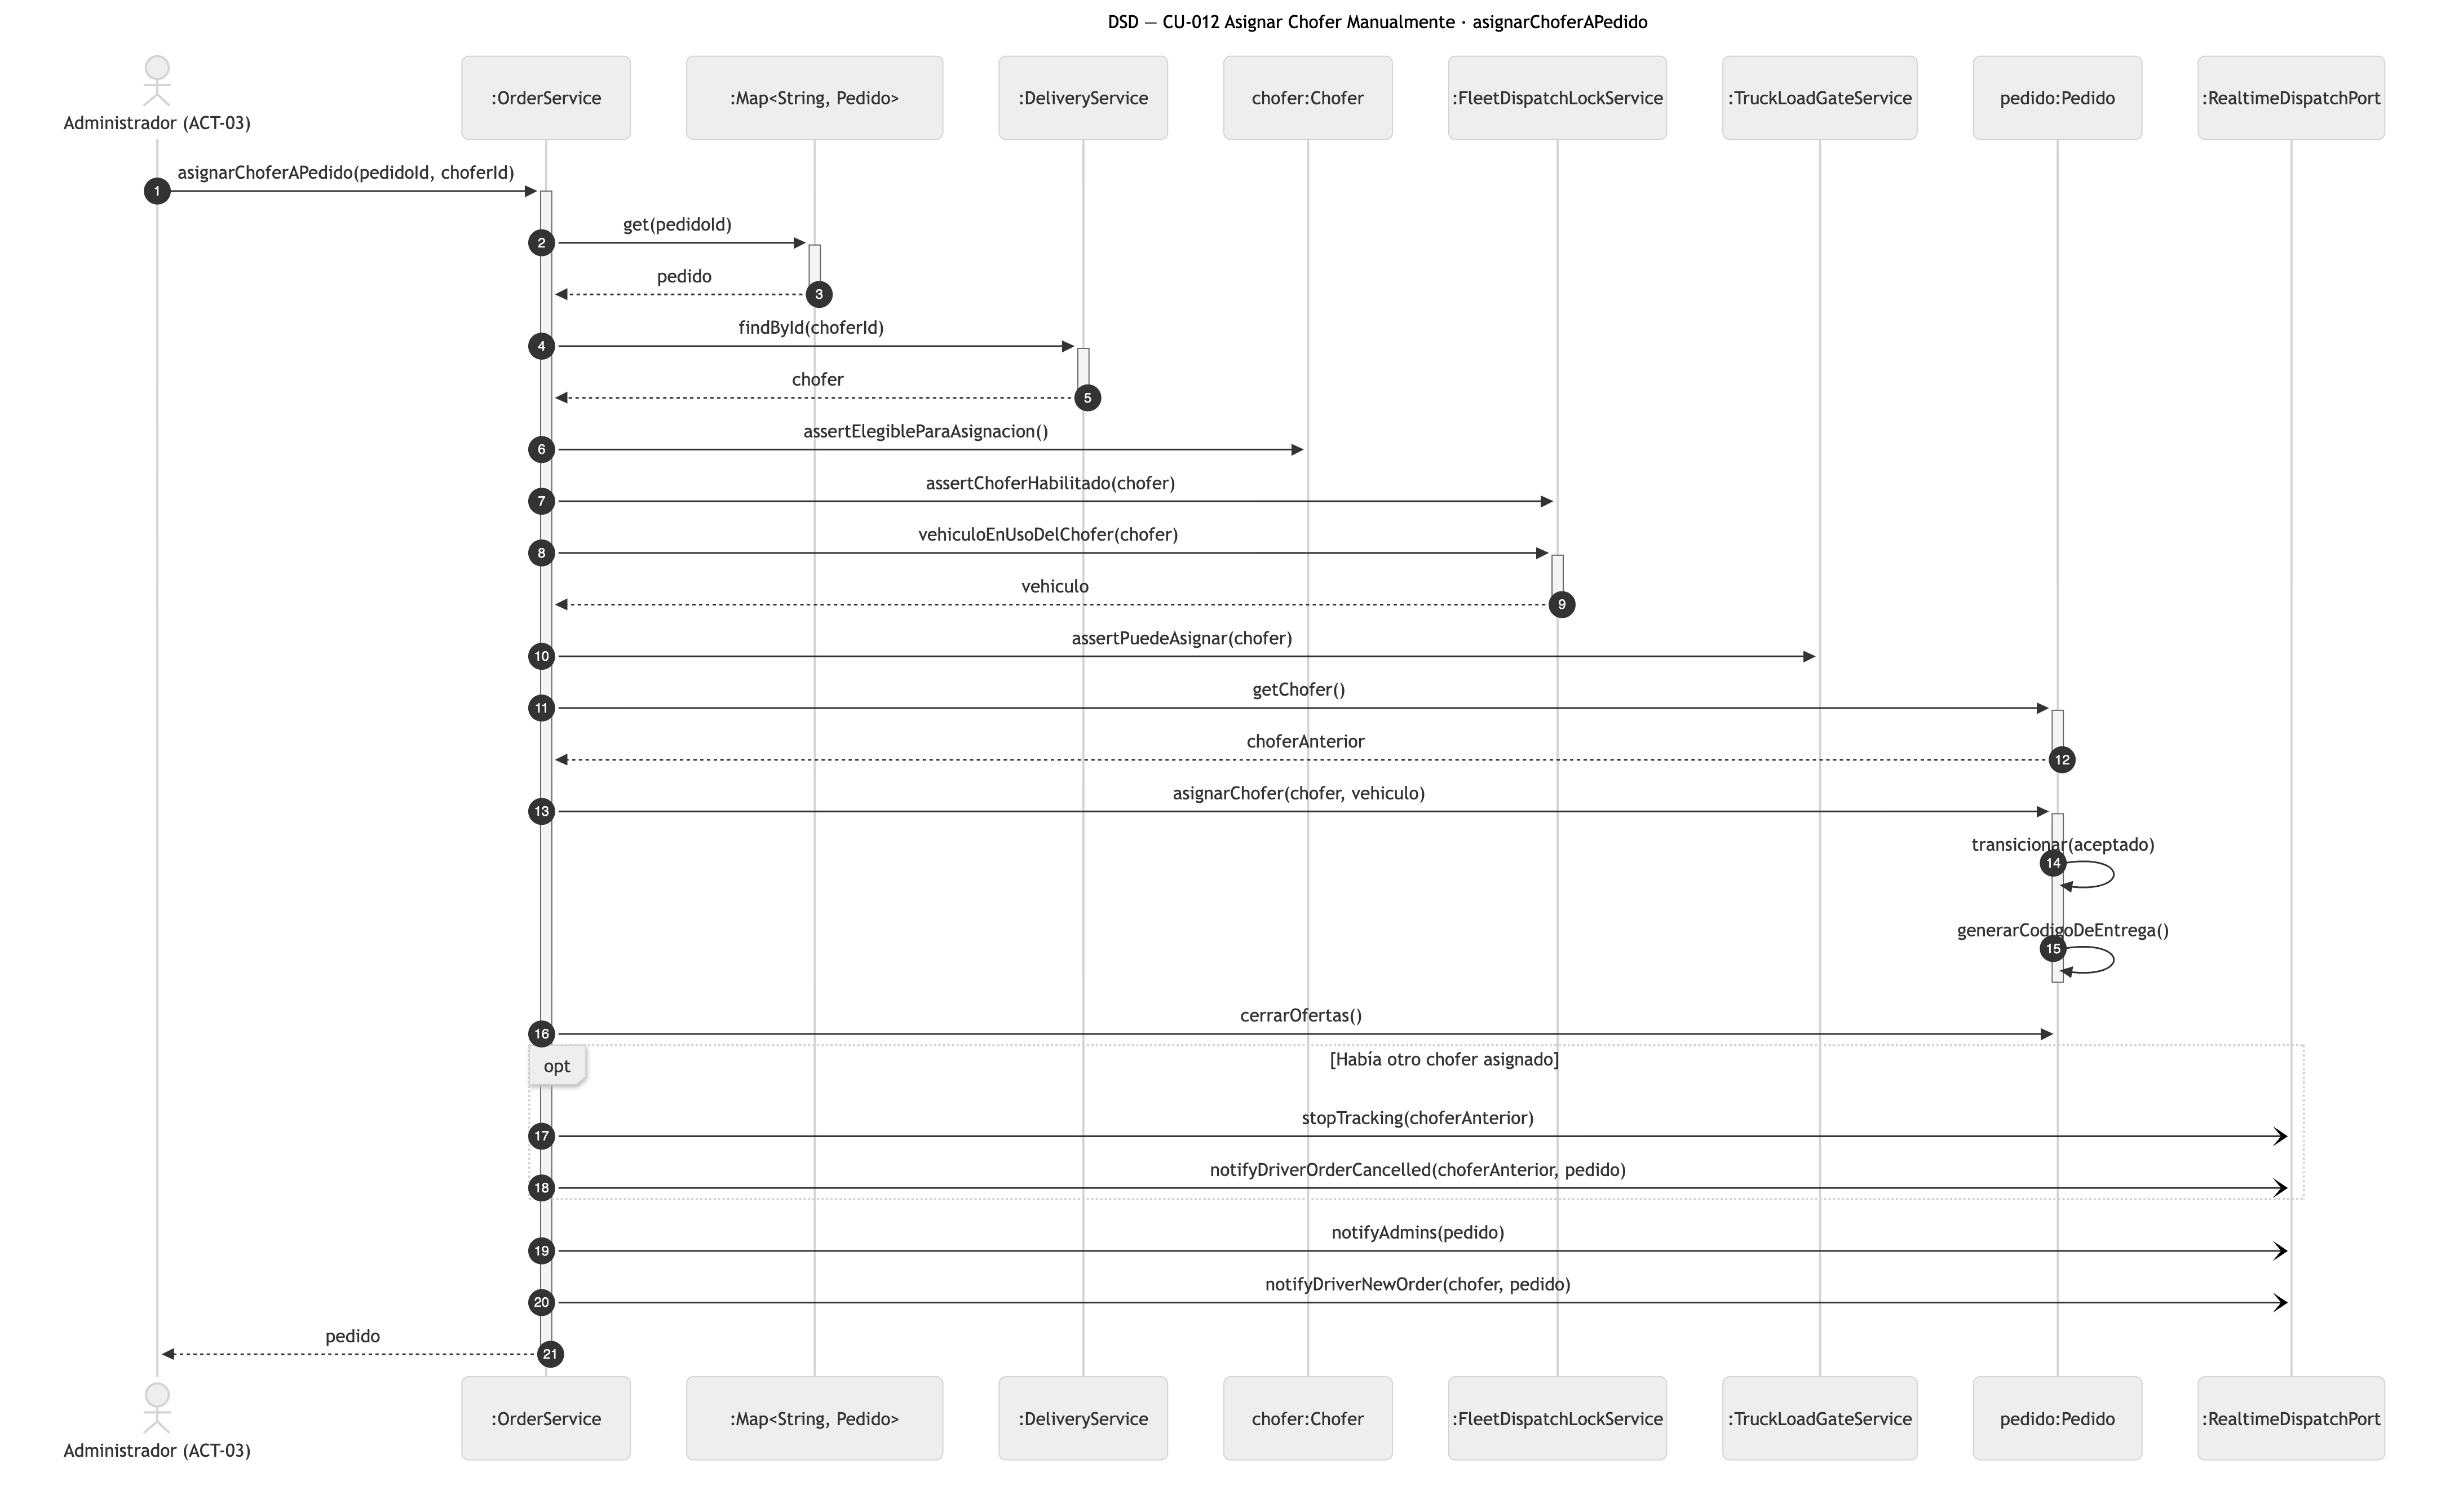 DSD – CU-012 Asignar Chofer Manualmente · asignarChoferAPedido
Administrador (ACT-03)
:OrderService
:Map<String, Pedido>
:DeliveryService
chofer:Chofer
:FleetDispatchLockService
:TruckLoadGateService
pedido:Pedido
:RealtimeDispatchPort
asignarChoferAPedido(pedidoId, choferId)
1
get(pedidoId)
2
pedido
3
findById(choferId)
4
chofer
5
assertElegibleParaAsignacion()
6
assertChoferHabilitado(chofer)
7
vehiculoEnUsoDelChofer(chofer)
8
vehiculo
9
assertPuedeAsignar(chofer)
10
getChofer()
11
choferAnterior
12
asignarChofer(chofer, vehiculo)
13
transicionar(aceptado)
14
generarCodigoDeEntrega()
15
cerrarOfertas()
16
opt
[Había otro chofer asignado]
stopTracking(choferAnterior)
17
notifyDriverOrderCancelled(choferAnterior, pedido)
18
notifyAdmins(pedido)
19
notifyDriverNewOrder(chofer, pedido)
20
pedido
21
Administrador (ACT-03)
:OrderService
:Map<String, Pedido>
:DeliveryService
chofer:Chofer
:FleetDispatchLockService
:TruckLoadGateService
pedido:Pedido
:RealtimeDispatchPort